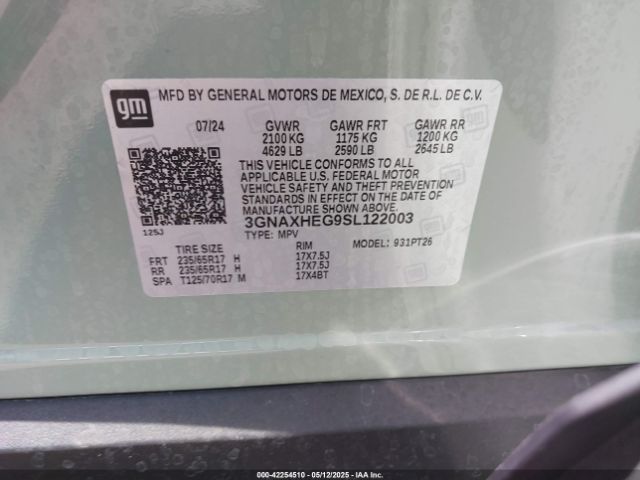 gm
MFD BY GENERAL MOTORS DE MEXICO, S. DE R.L. DE C.V.
07/24 GVWR GAWR FRT GAWR RR
2100 KG 1175 KG 1200 KG
4629 LB 2590 LB 2645 LB
THIS VEHICLE CONFORMS TO ALL
APPLICABLE U.S. FEDERAL MOTOR
VEHICLE SAFETY AND THEFT PREVENTION
STANDARDS IN EFFECT ON THE DATE OF
MANUFACTURE SHOWN ABOVE.
3GNAXHEG9SL122003
125J TYPE: MPV MODEL: 931PT26
TIRE SIZE RIM
FRT 235/65R17 H 17X7.5J
RR 235/65R17 H 17X7.5J
SPA T125/70R17 M 17X4BT
000-42254510 - 05/12/2025 - IAA Inc.